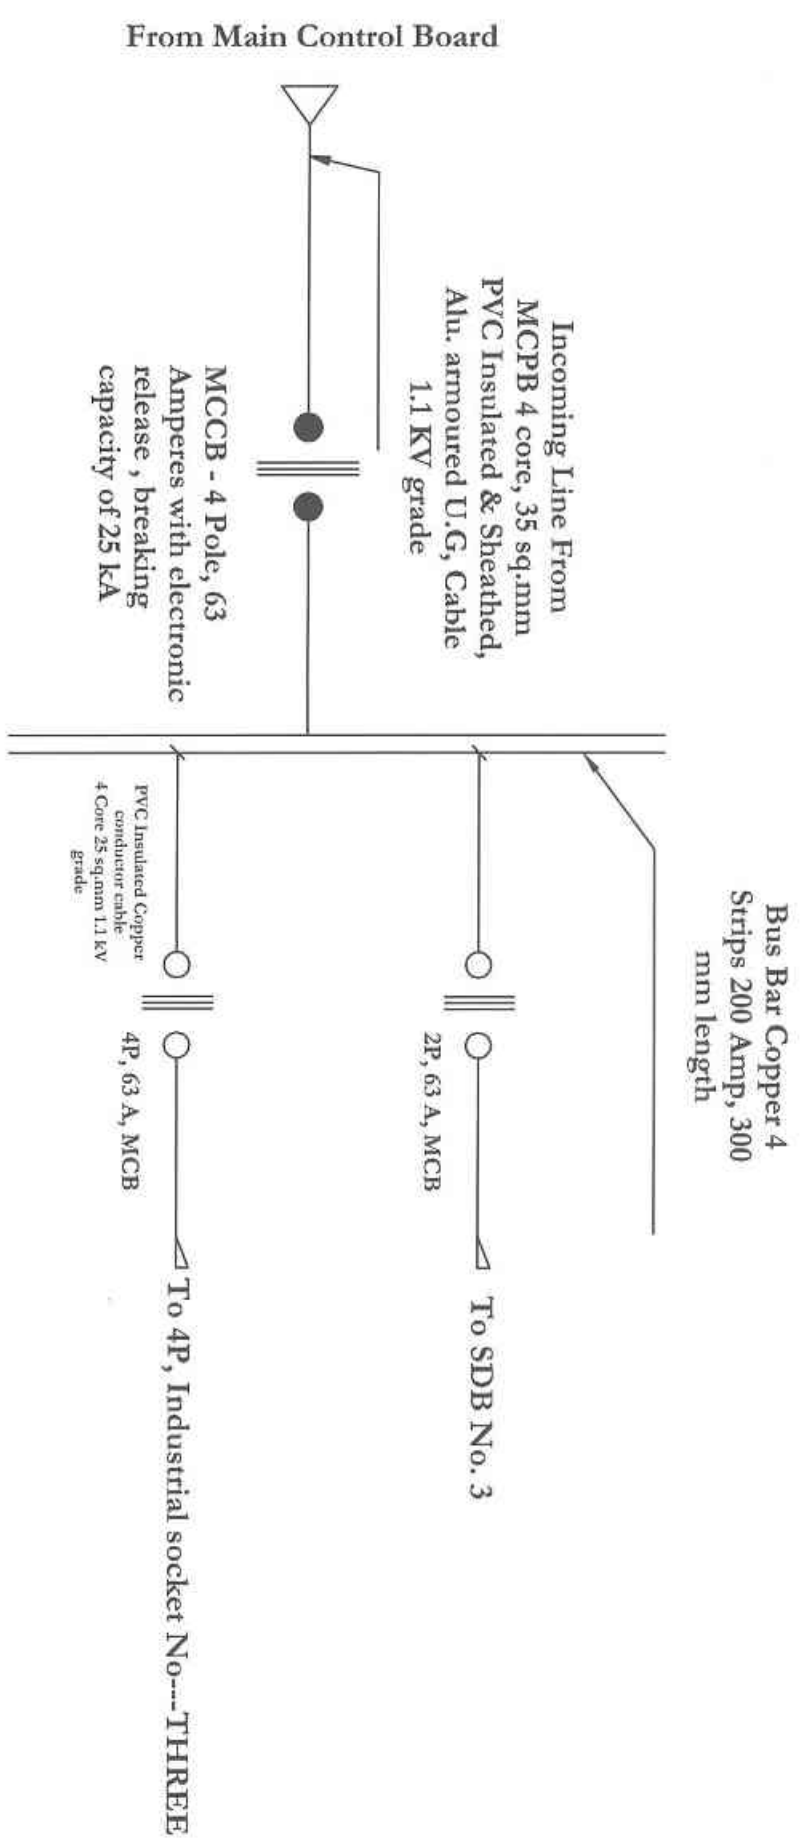 From Main Control Board
Incoming Line From
MCPB 4 core, 35 sq.mm
PVC Insulated & Sheathed,
Alu. armoured U.G, Cable
1.1 KV grade
MCCB - 4 Pole, 63
Amperes with electronic
release , breaking
capacity of 25 kA
Bus Bar Copper 4
Strips 200 Amp, 300
mm length
2P, 63 A, MCB
To SDB No. 3
PVC Insulated Copper
conductor cable
4 Core 25 sq.mm 1.1 kV
grade
4P, 63 A, MCB
To 4P, Industrial socket No---THREE